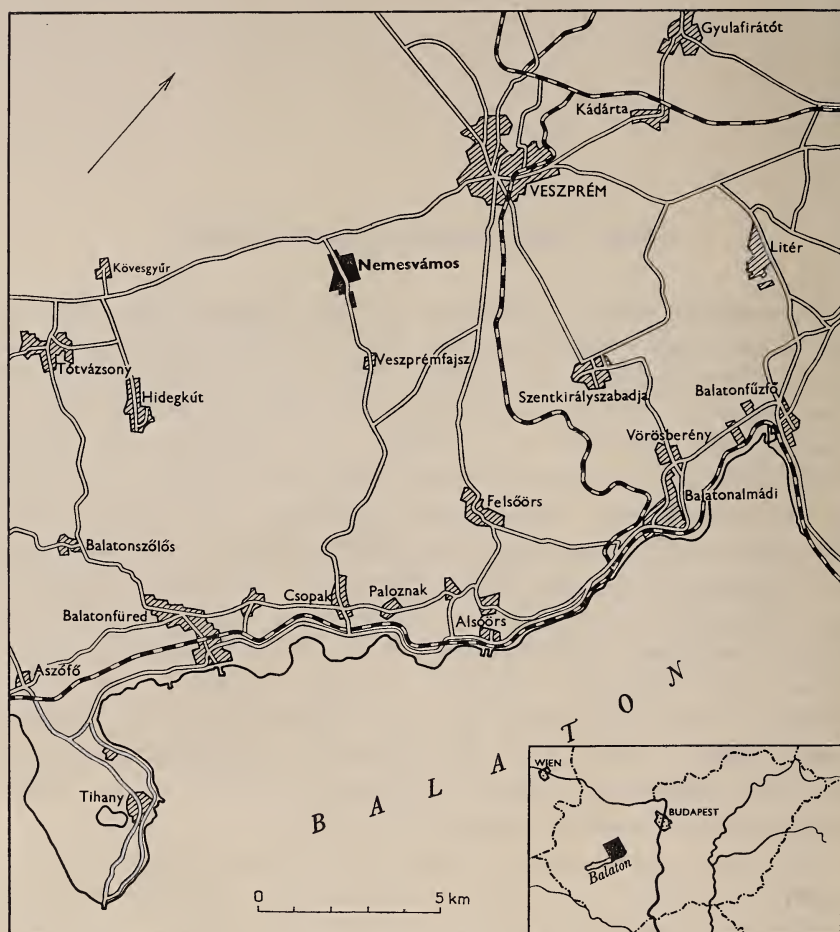 Gyulafirátót
Kádárta
VESZPRÉM
Litér
Nemesvámos
Kövesgyűr
Veszprémfajsz
Tótvázsony
Hidegkút
Szentkirályszabadja
Balatonfűzfő
Vörösberény
Balatonalmádi
Felsőörs
Balatonszőlős
Csopak
Paloznak
Balatonfüred
Alsóörs
Aszófő
Tihany
BALATON
0 5 km
WIEN
BUDAPEST
Balaton